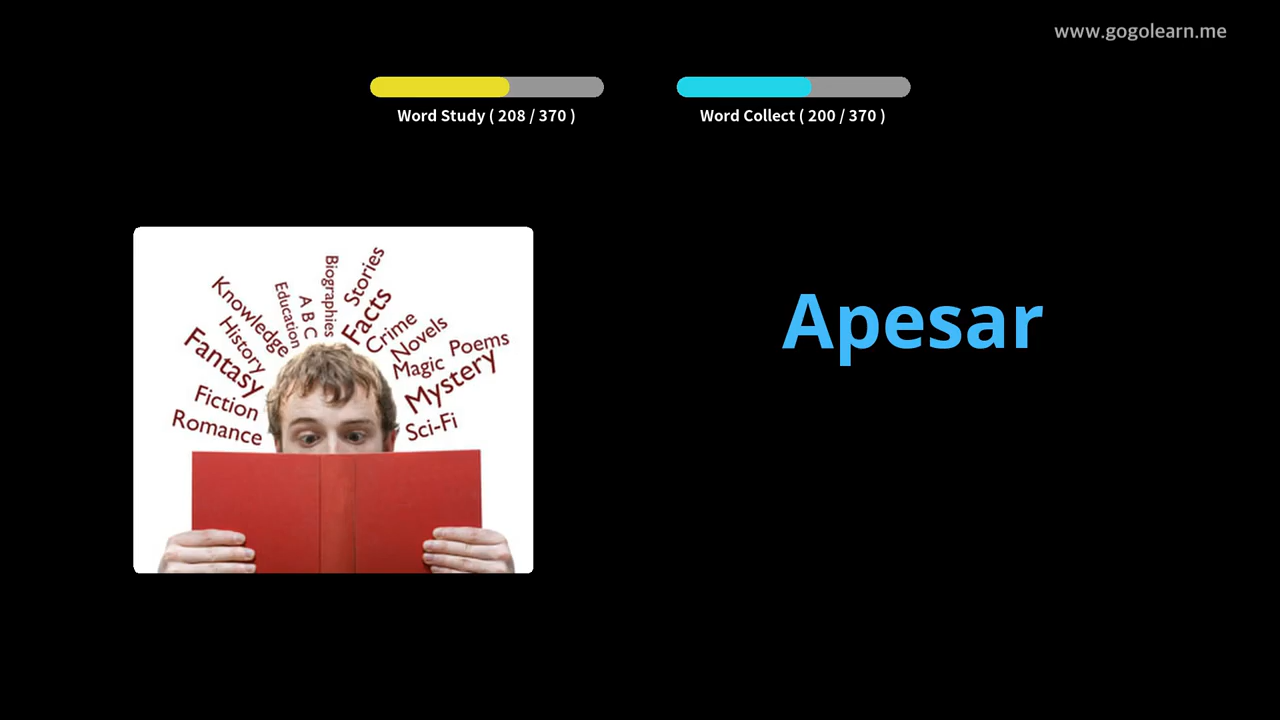 www.gogolearn.me
Word Study ( 208 / 370 )
Word Collect ( 200 / 370 )
Apesar
Stories
Biographies
Facts
A B C
Education
Knowledge
Crime
Novels
History
Poems
Magic
Fantasy
Mystery
Fiction
Sci-Fi
Romance